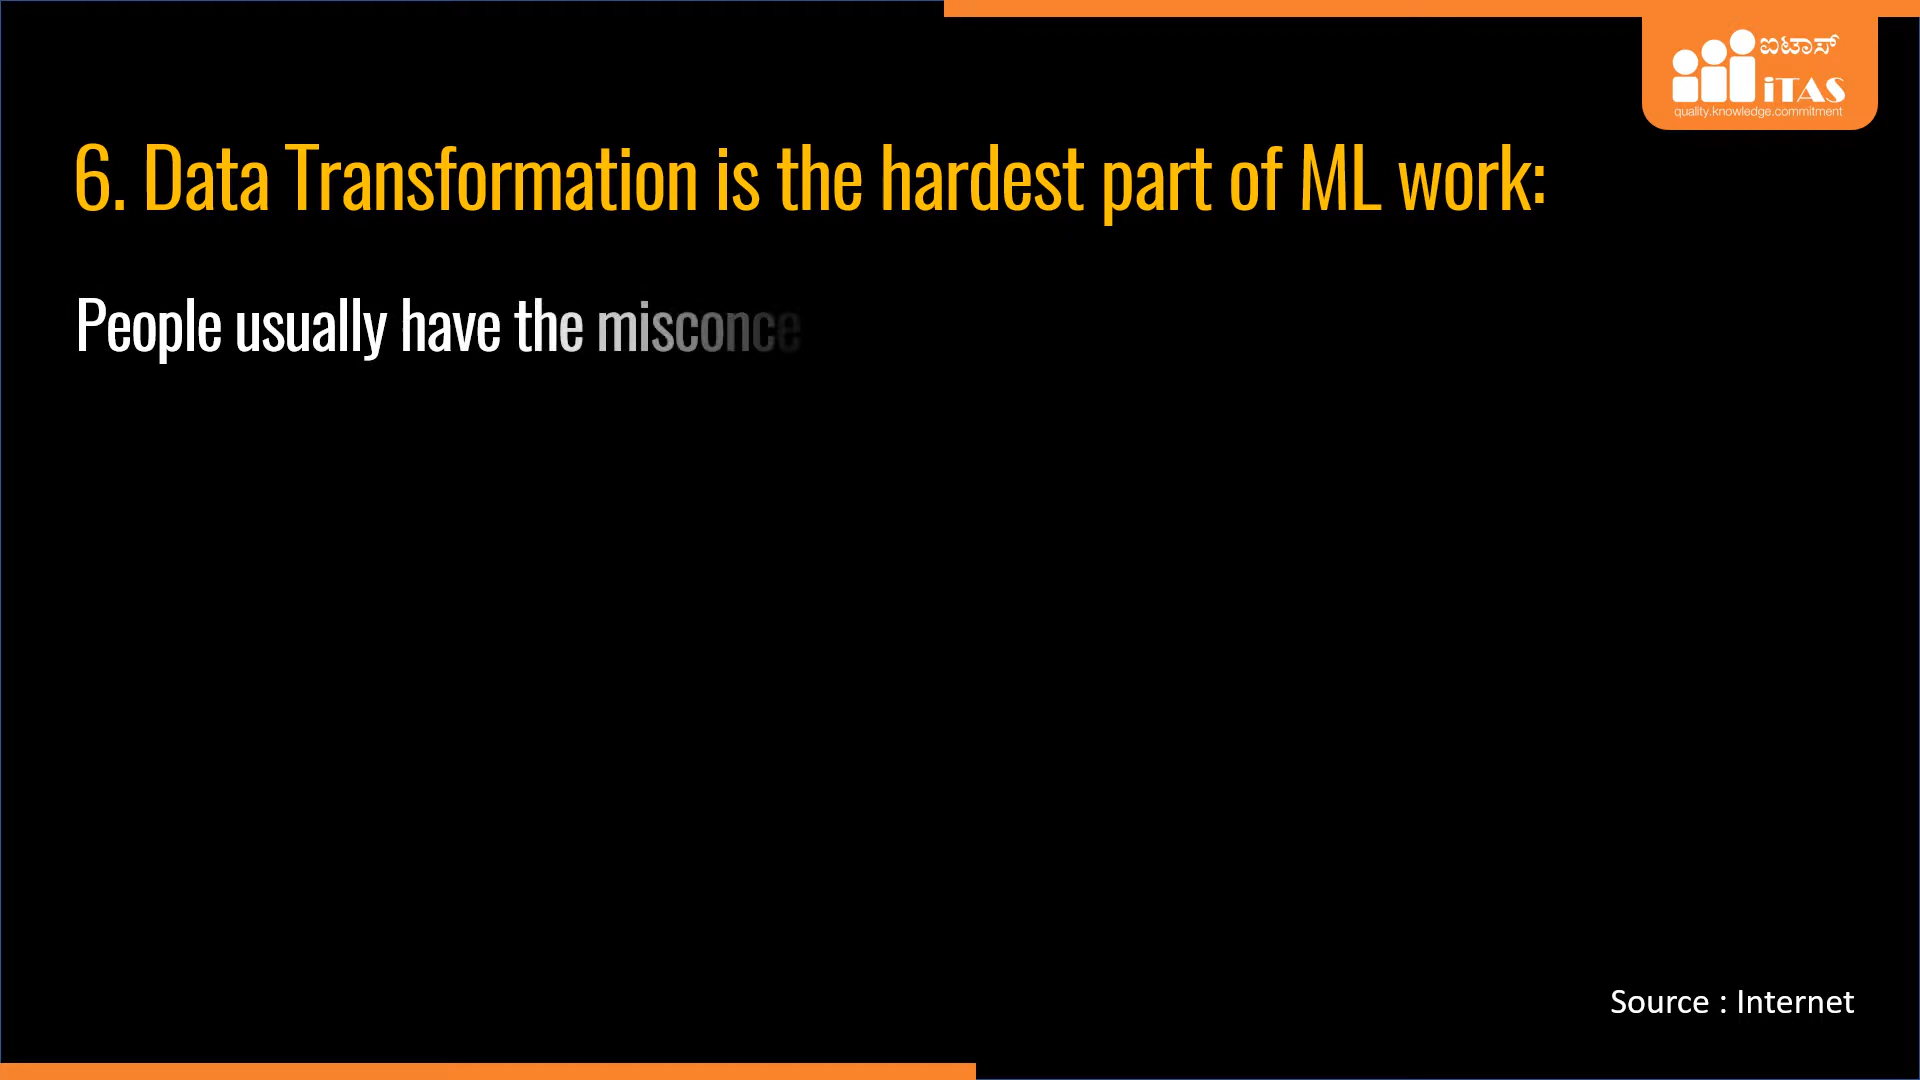 ಐಟಾಸ್
iTAS
quality.knowledge.commitment
6. Data Transformation is the hardest part of ML work:
People usually have the misconce
Source : Internet